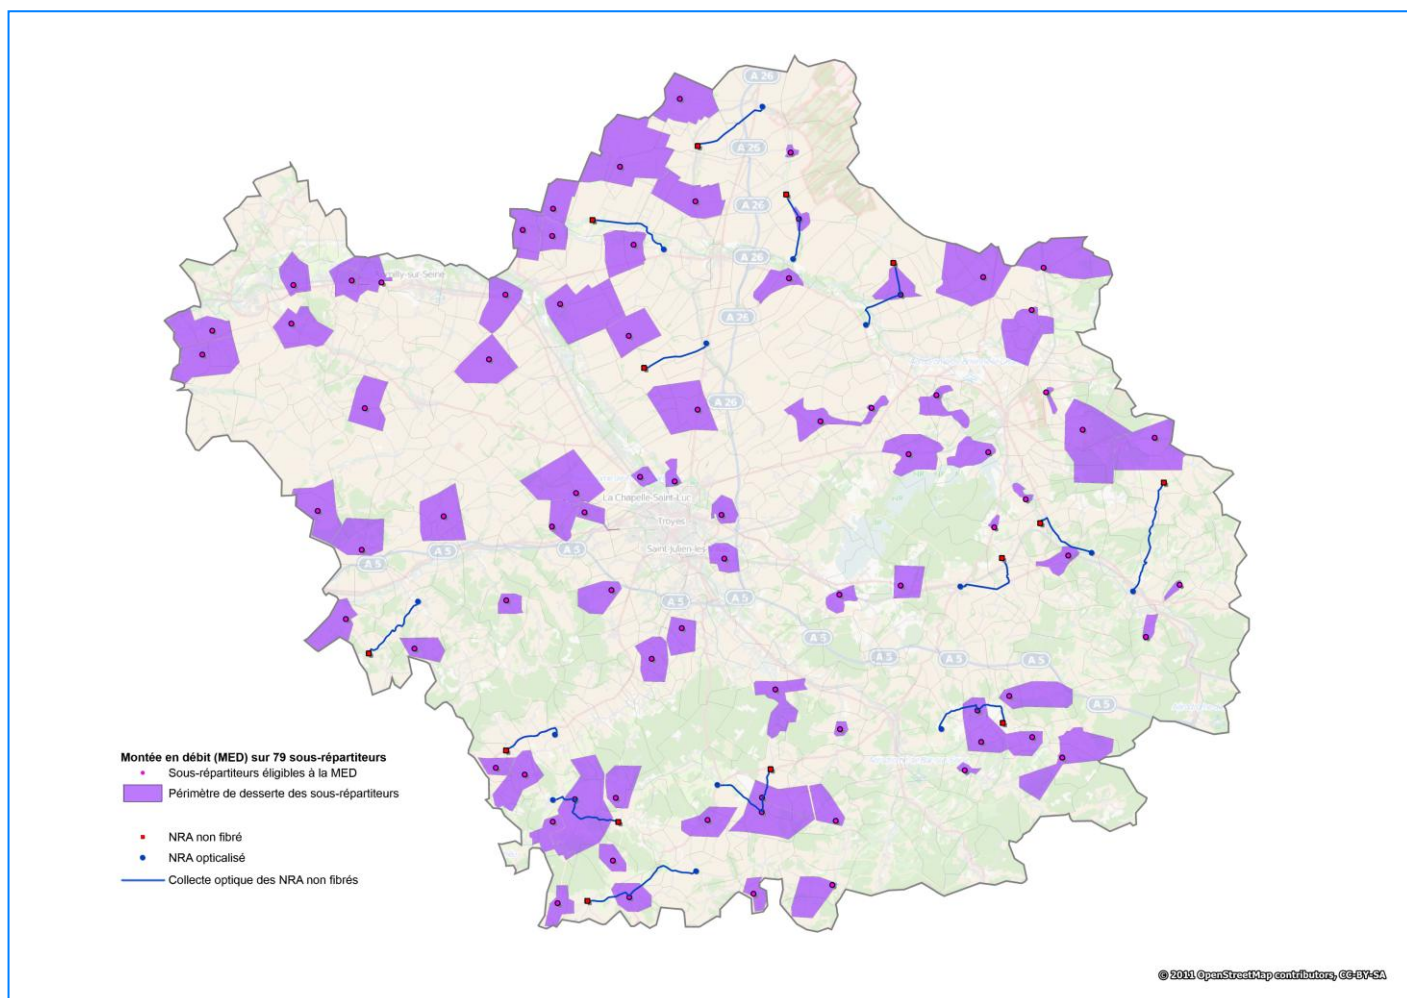 A 26
A 26
A 26
A 26
A 26
A 26
La Chapelle-Saint-Luc
Troyes
Saint-Julien-les
A 5
A 5
A 5
A 5
A 5
A 5
A 5
A 5
A 5
A 5
Montée en débit (MED) sur 79 sous-répartiteurs
Sous-répartiteurs éligibles à la MED
Périmètre de desserte des sous-répartiteurs
NRA non fibré
NRA opticalisé
Collecte optique des NRA non fibrés
© 2011 OpenStreetMap contributors, CC-BY-SA